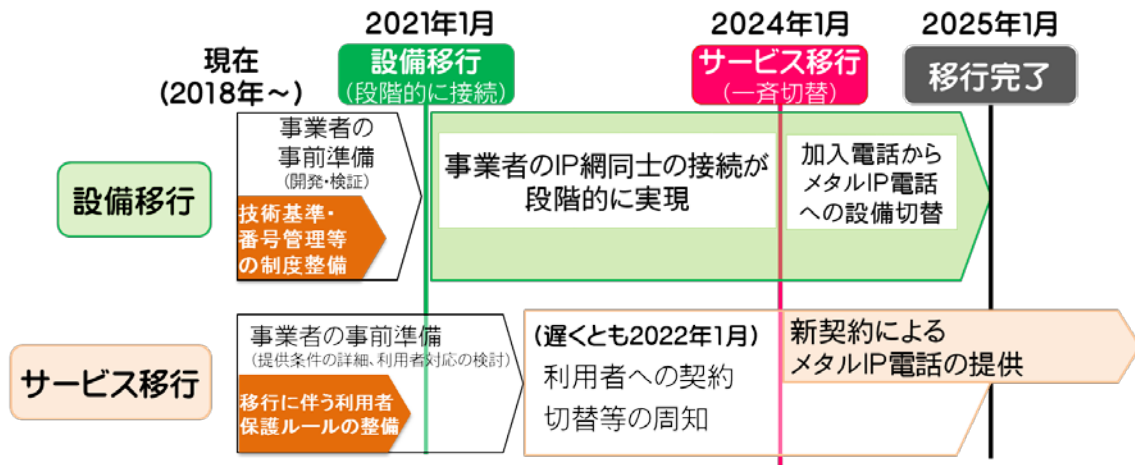 2021年1月
2024年1月
2025年1月
現在
(2018年～)
設備移行
(段階的に接続)
サービス移行
(一斉切替)
移行完了
設備移行
事業者の
事前準備
(開発・検証)
技術基準・
番号管理等
の制度整備
事業者のIP網同士の接続が
段階的に実現
加入電話から
メタルIP電話
への設備切替
サービス移行
事業者の事前準備
(提供条件の詳細、利用者対応の検討)
移行に伴う利用者
保護ルールの整備
(遅くとも2022年1月)
利用者への契約
切替等の周知
新契約による
メタルIP電話の提供